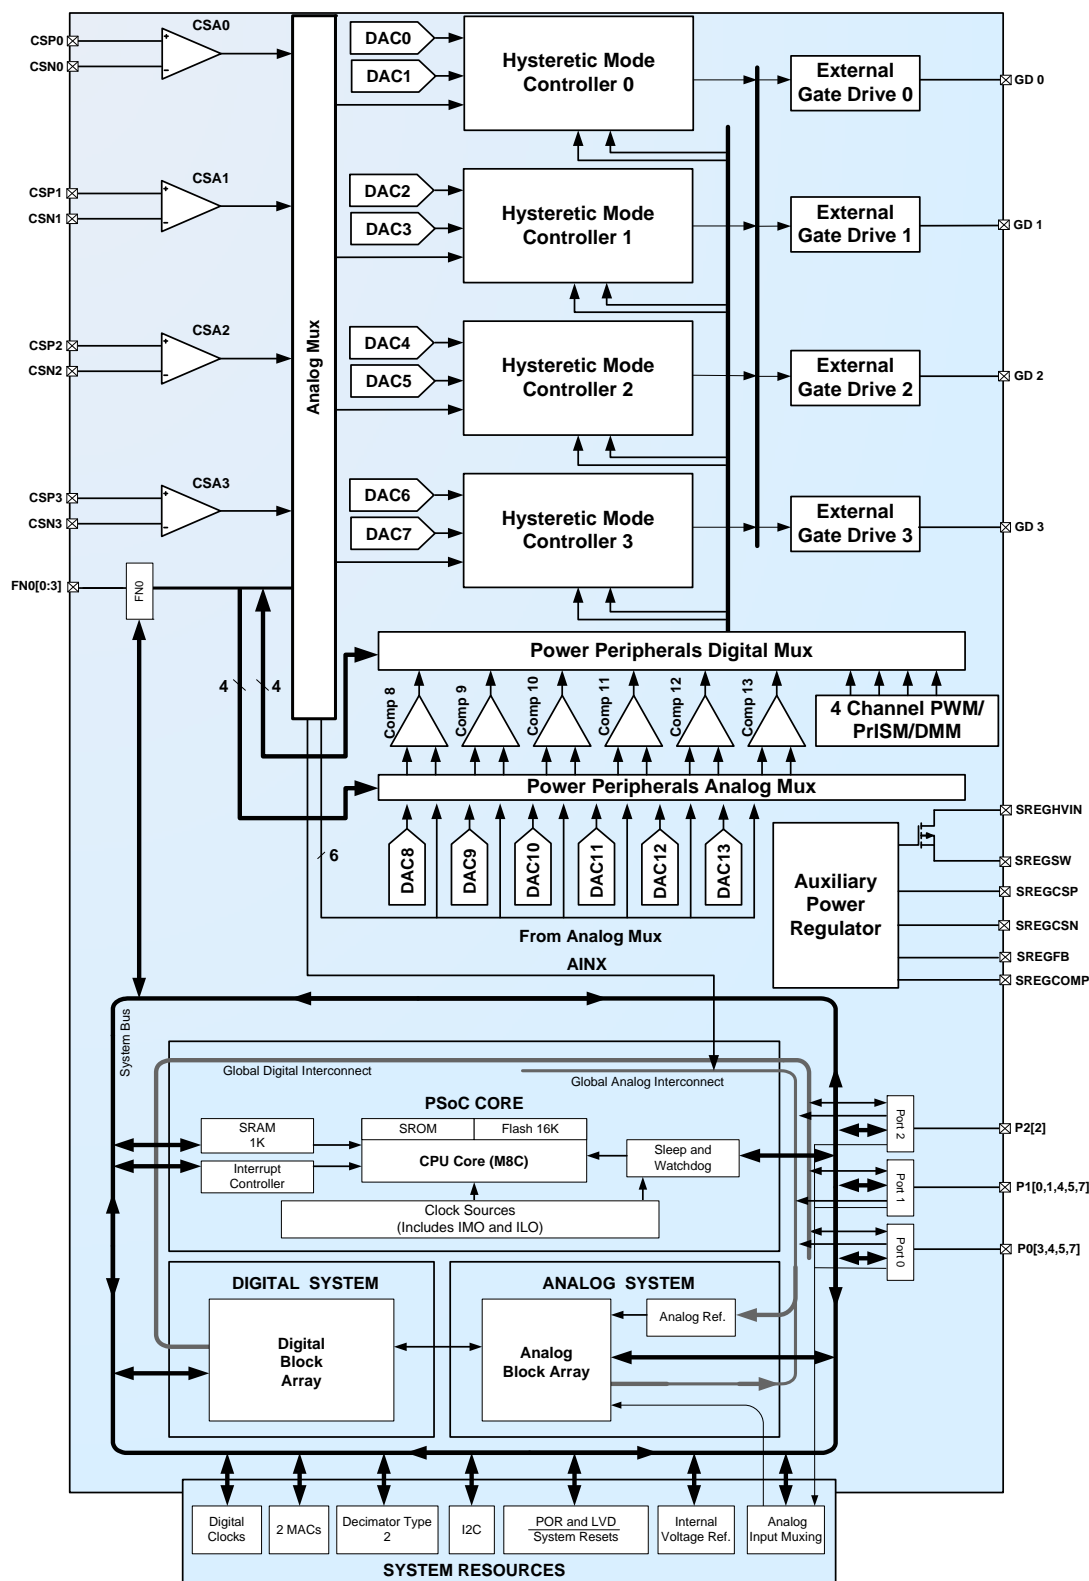 CSA0
CSP0
CSN0
DAC0
DAC1
Hysteretic Mode
Controller 0
External
Gate Drive 0
GD 0
CSA1
CSP1
CSN1
DAC2
DAC3
Hysteretic Mode
Controller 1
External
Gate Drive 1
GD 1
Analog Mux
CSA2
CSP2
CSN2
DAC4
DAC5
Hysteretic Mode
Controller 2
External
Gate Drive 2
GD 2
CSA3
CSP3
CSN3
DAC6
DAC7
Hysteretic Mode
Controller 3
External
Gate Drive 3
GD 3
FN0[0:3]
FN0
4
4
Power Peripherals Digital Mux
Comp 8
Comp 9
Comp 10
Comp 11
Comp 12
Comp 13
4 Channel PWM/
PrISM/DMM
Power Peripherals Analog Mux
6
DAC8
DAC9
DAC10
DAC11
DAC12
DAC13
From Analog Mux
AINX
Auxiliary
Power
Regulator
SREGHVIN
SREGSW
SREGCSP
SREGCSN
SREGFB
SREGCOMP
System Bus
Global Digital Interconnect
Global Analog Interconnect
PSoC CORE
SRAM
1K
SROM
Flash 16K
CPU Core (M8C)
Interrupt
Controller
Sleep and
Watchdog
Clock Sources
(Includes IMO and ILO)
Port 2
P2[2]
Port 1
P1[0,1,4,5,7]
Port 0
P0[3,4,5,7]
DIGITAL SYSTEM
Digital
Block
Array
ANALOG SYSTEM
Analog
Block Array
Analog Ref.
Digital
Clocks
2 MACs
Decimator Type
2
I2C
POR and LVD
System Resets
Internal
Voltage Ref.
Analog
Input Muxing
SYSTEM RESOURCES